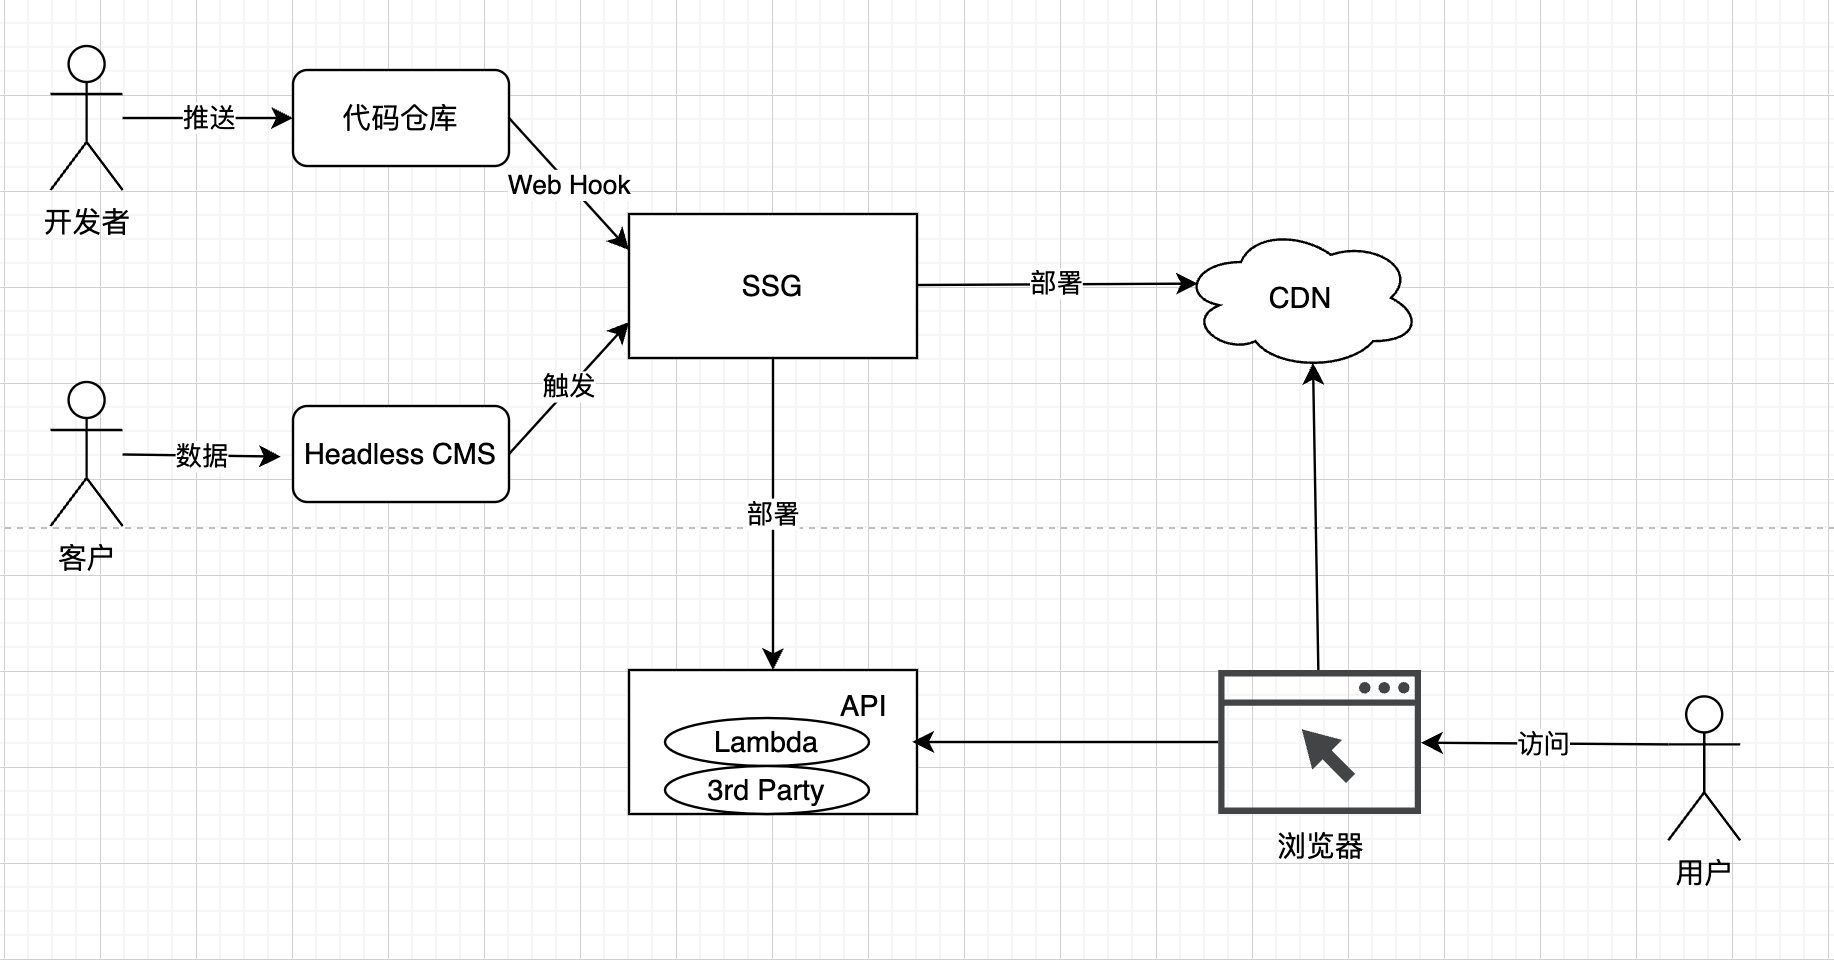 推送
代码仓库
开发者
Web Hook
SSG
部署
CDN
触发
数据
Headless CMS
客户
部署
API
Lambda
3rd Party
访问
浏览器
用户